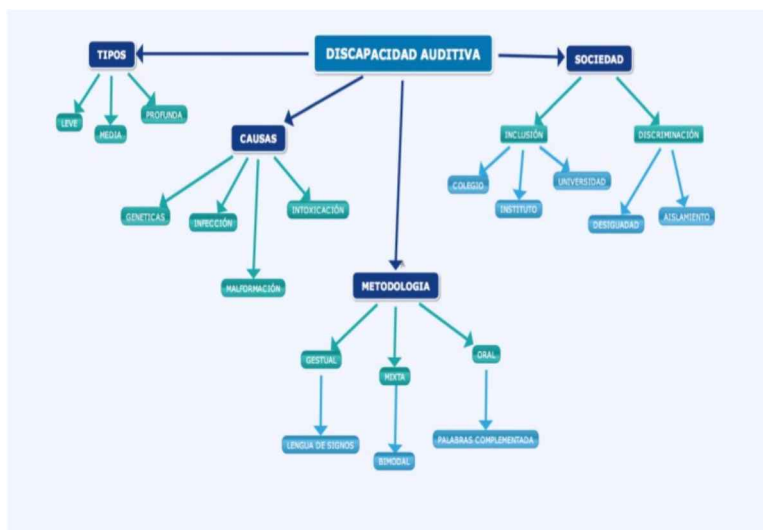 DISCAPACIDAD AUDITIVA
TIPOS
SOCIEDAD
LEVE
MEDIA
PROFUNDA
CAUSAS
INCLUSIÓN
DISCRIMINACIÓN
GENETICAS
INFECCIÓN
INTOXICACIÓN
MALFORMACIÓN
COLEGIO
INSTITUTO
UNIVERSIDAD
DESIGUADAD
AISLAMIENTO
METODOLOGIA
GESTUAL
MIXTA
ORAL
LENGUA DE SIGNOS
BIMODAL
PALABRAS COMPLEMENTADA